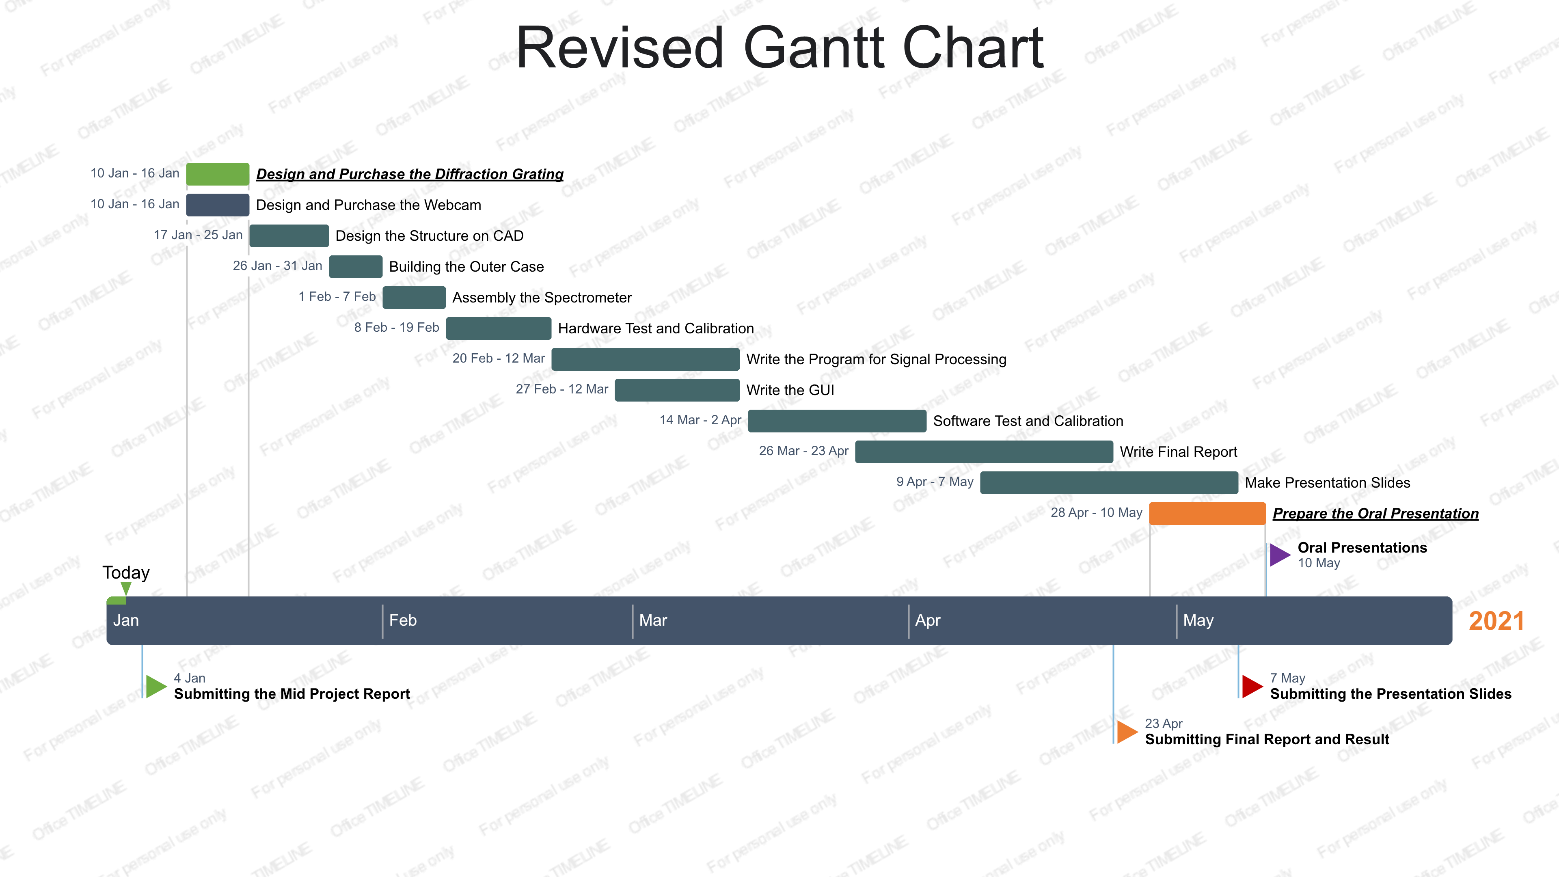 Revised Gantt Chart
10 Jan - 16 Jan Design and Purchase the Diffraction Grating
10 Jan - 16 Jan Design and Purchase the Webcam
17 Jan - 25 Jan Design the Structure on CAD
26 Jan - 31 Jan Building the Outer Case
1 Feb - 7 Feb Assembly the Spectrometer
8 Feb - 19 Feb Hardware Test and Calibration
20 Feb - 12 Mar Write the Program for Signal Processing
27 Feb - 12 Mar Write the GUI
14 Mar - 2 Apr Software Test and Calibration
26 Mar - 23 Apr Write Final Report
9 Apr - 7 May Make Presentation Slides
28 Apr - 10 May Prepare the Oral Presentation
Oral Presentations
10 May
Today
Jan Feb Mar Apr May 2021
4 Jan
Submitting the Mid Project Report
7 May
Submitting the Presentation Slides
23 Apr
Submitting Final Report and Result
For personal use only
Office TIMELINE